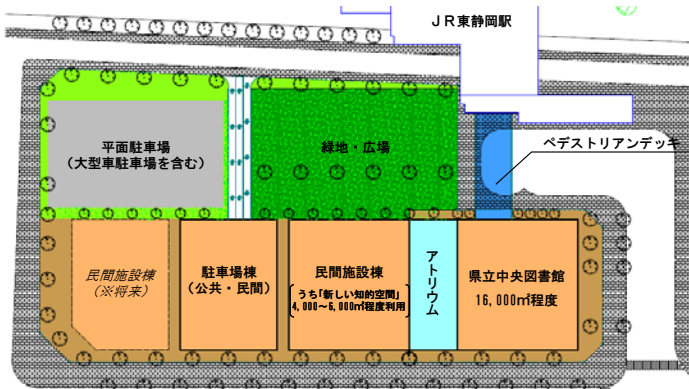 ＪＲ東静岡駅
平面駐車場
（大型車駐車場を含む）
緑地・広場
ペデストリアンデッキ
民間施設棟
（※将来）
駐車場棟
（公共・民間）
民間施設棟
うち「新しい知的空間」
4,000～6,000㎡程度利用
アトリウム
県立中央図書館
16,000㎡程度